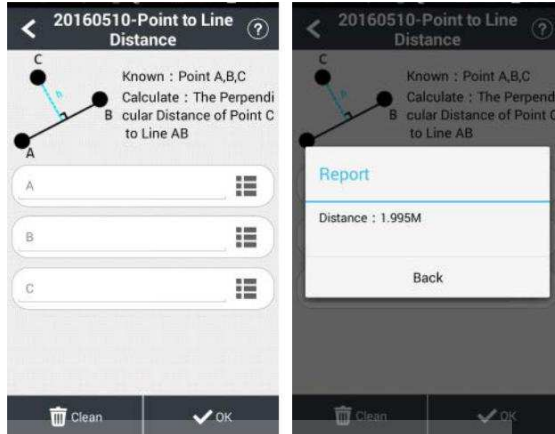 20160510-Point to Line
Distance
?
C
Known : Point A,B,C
Calculate : The Perpendi
B cular Distance of Point C
to Line AB
A
A
B
C
Clean
OK
20160510-Point to Line
Distance
?
C
Known : Point A,B,C
Calculate : The Perpend
B cular Distance of Point C
to Line AB
Report
Distance : 1.995M
Back
Clean
OK